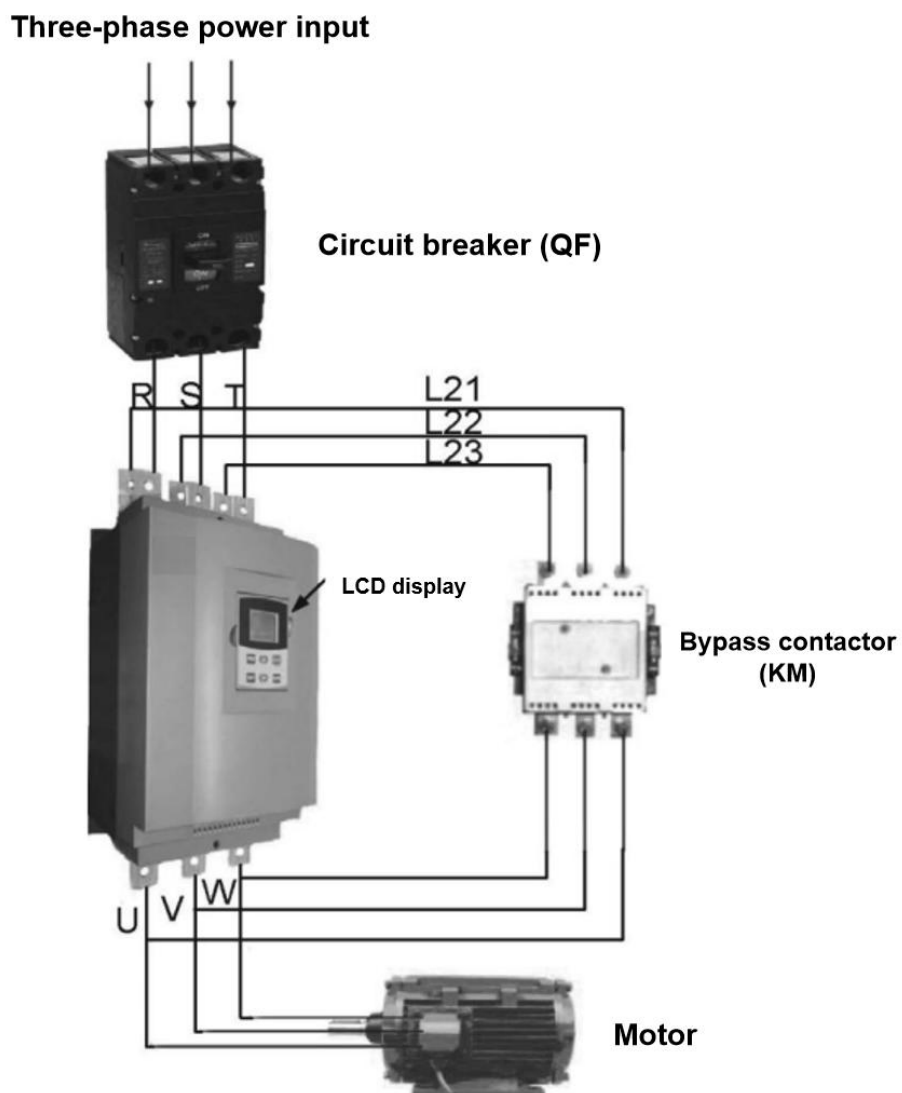 Three-phase power input
Circuit breaker (QF)
R S T
L21
L22
L23
LCD display
Bypass contactor
(KM)
U V W
Motor